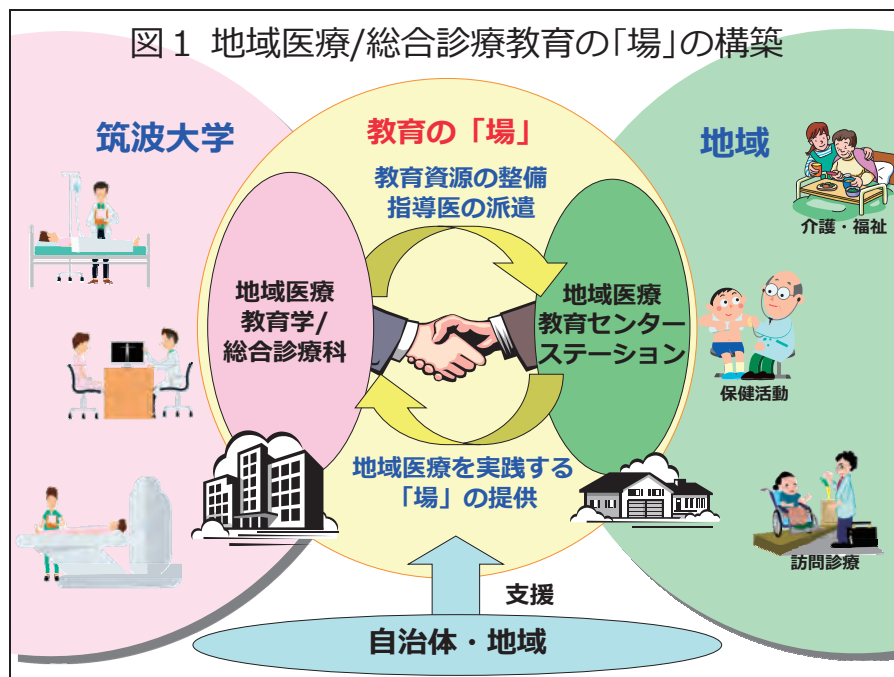 図1 地域医療/総合診療教育の「場」の構築
筑波大学
教育の「場」
地域
教育資源の整備
指導医の派遣
地域医療
教育学/
総合診療科
地域医療
教育センター
ステーション
介護・福祉
保健活動
訪問診療
地域医療を実践する
「場」の提供
支援
自治体・地域